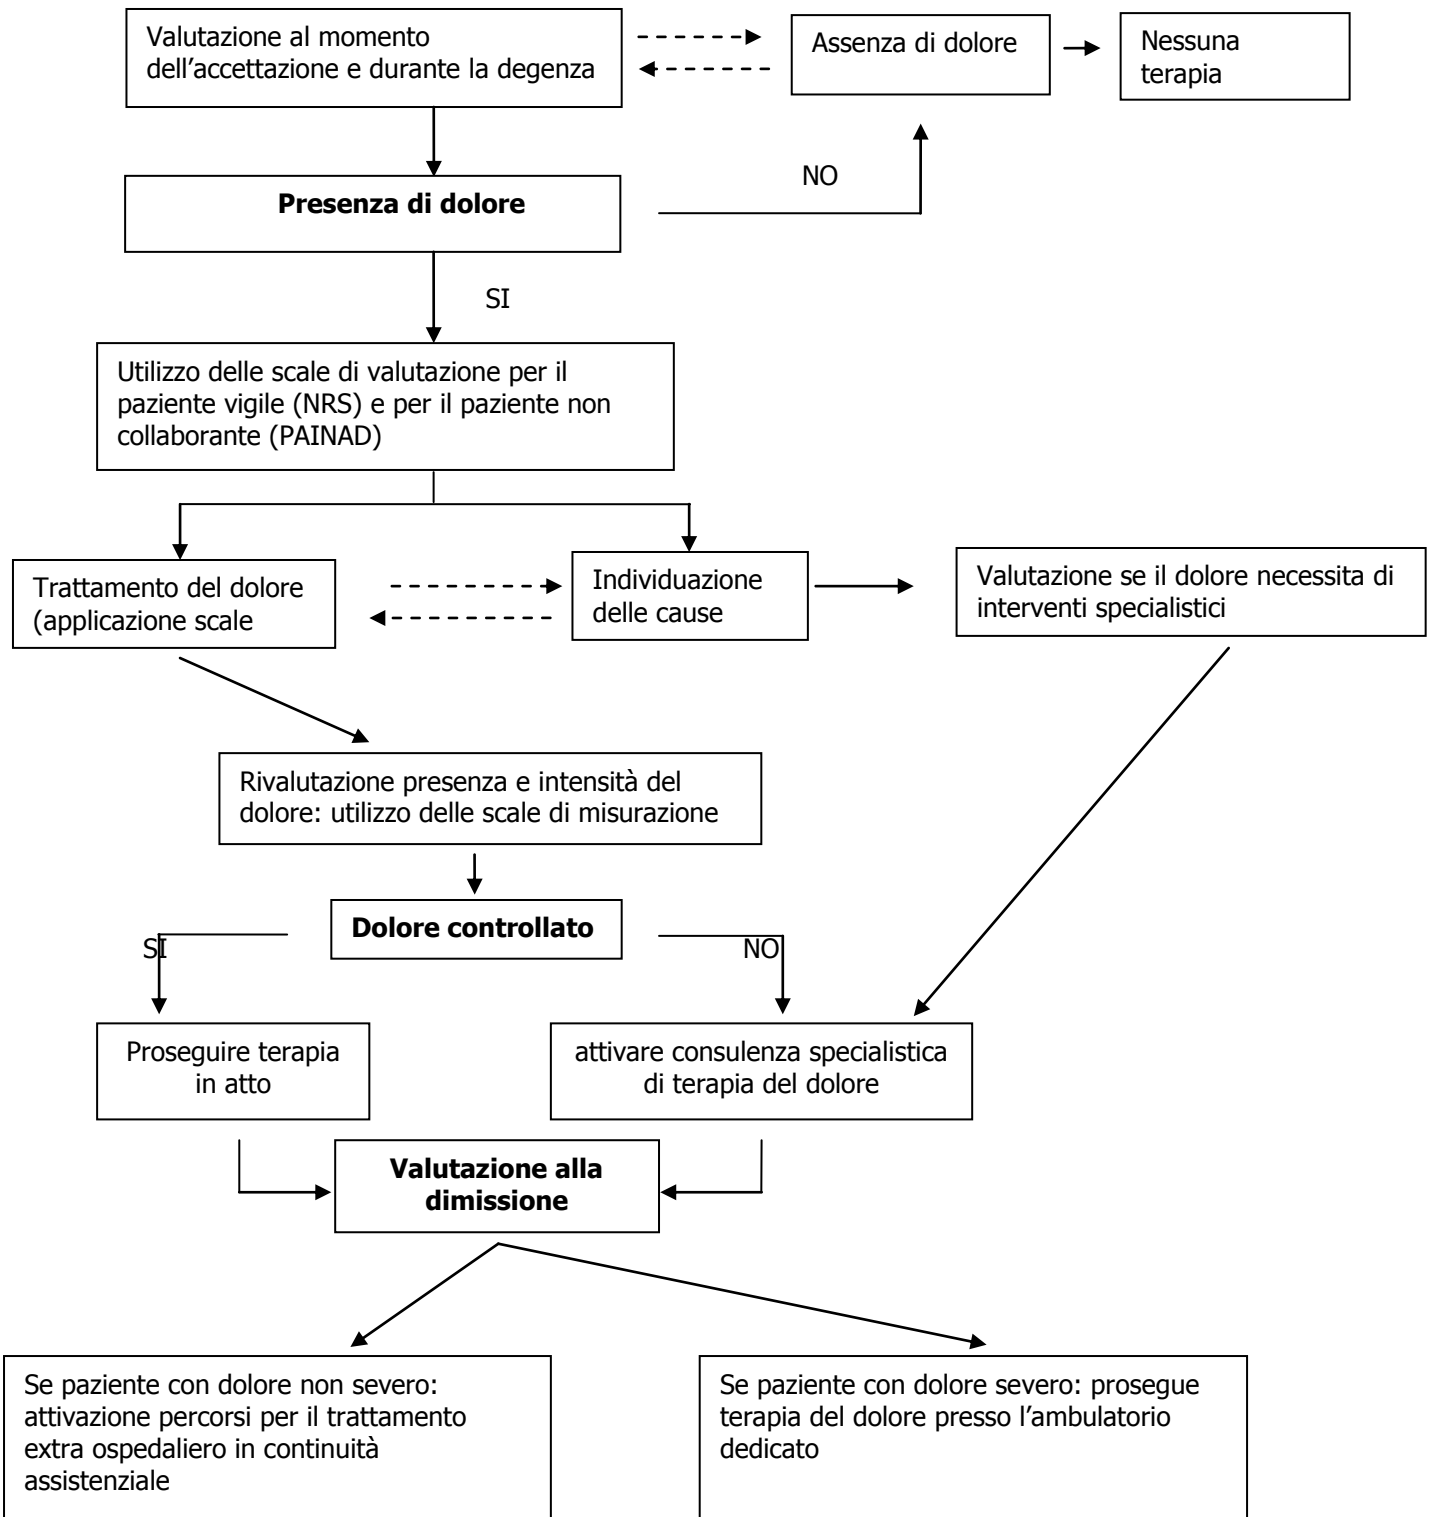 Valutazione al momento
dell’accettazione e durante la degenza
Assenza di dolore
Nessuna
terapia
NO
Presenza di dolore
SI
Utilizzo delle scale di valutazione per il
paziente vigile (NRS) e per il paziente non
collaborante (PAINAD)
Trattamento del dolore
(applicazione scale
Individuazione
delle cause
Valutazione se il dolore necessita di
interventi specialistici
Rivalutazione presenza e intensità del
dolore: utilizzo delle scale di misurazione
Dolore controllato
SI
NO
Proseguire terapia
in atto
attivare consulenza specialistica
di terapia del dolore
Valutazione alla
dimissione
Se paziente con dolore non severo:
attivazione percorsi per il trattamento
extra ospedaliero in continuità
assistenziale
Se paziente con dolore severo: prosegue
terapia del dolore presso l’ambulatorio
dedicato